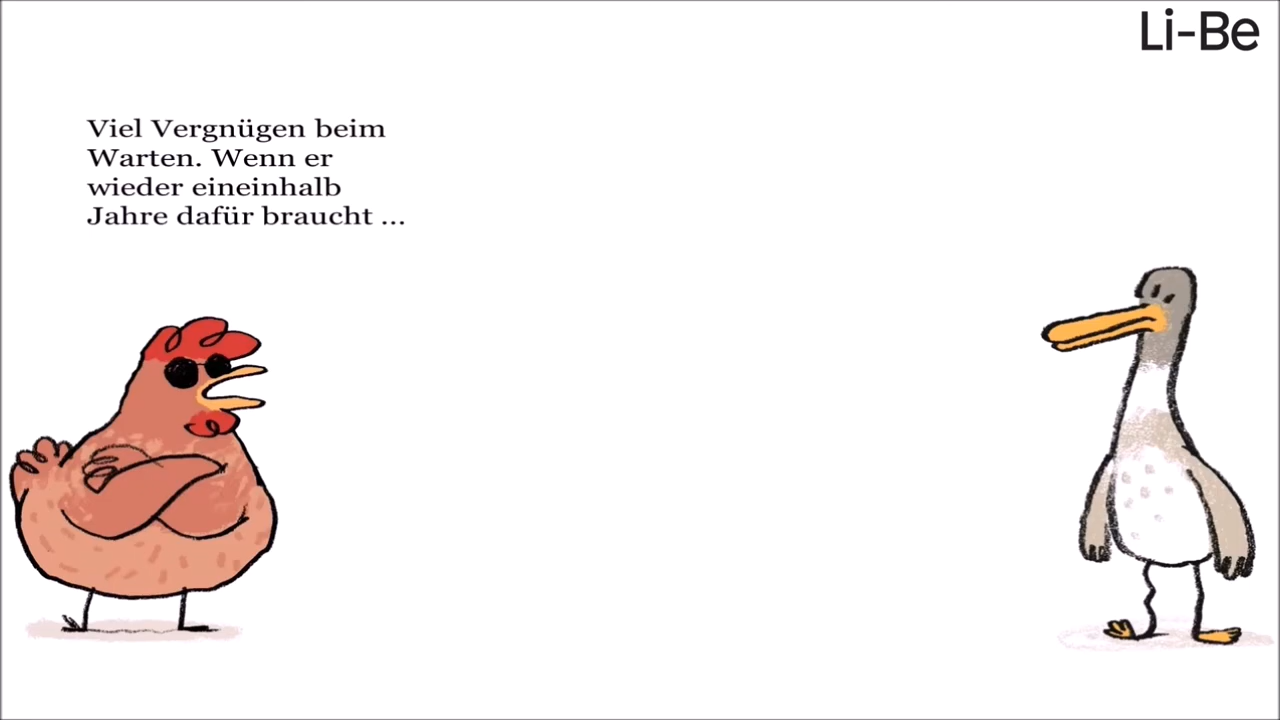 Li-Be
Viel Vergnügen beim
Warten. Wenn er
wieder eineinhalb
Jahre dafür braucht ...